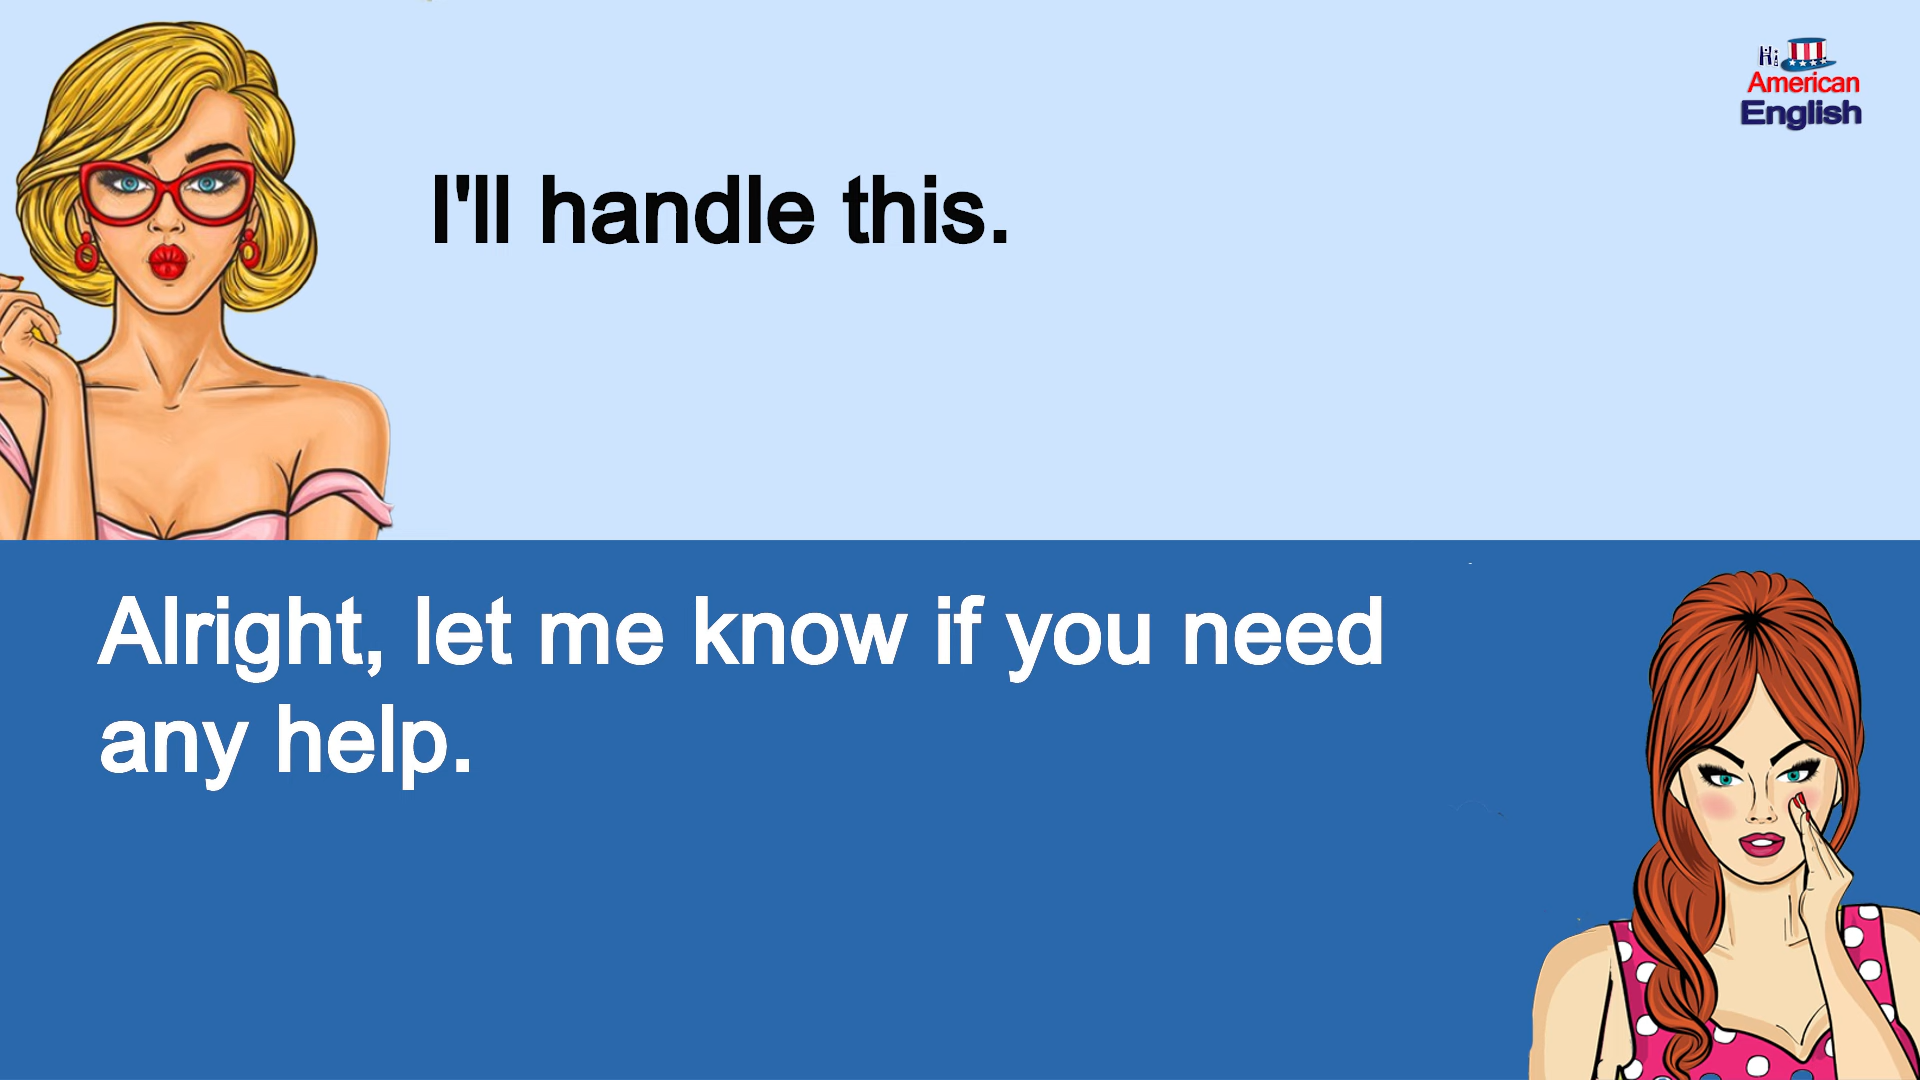 Hi
American
English
I'll handle this.
Alright, let me know if you need
any help.